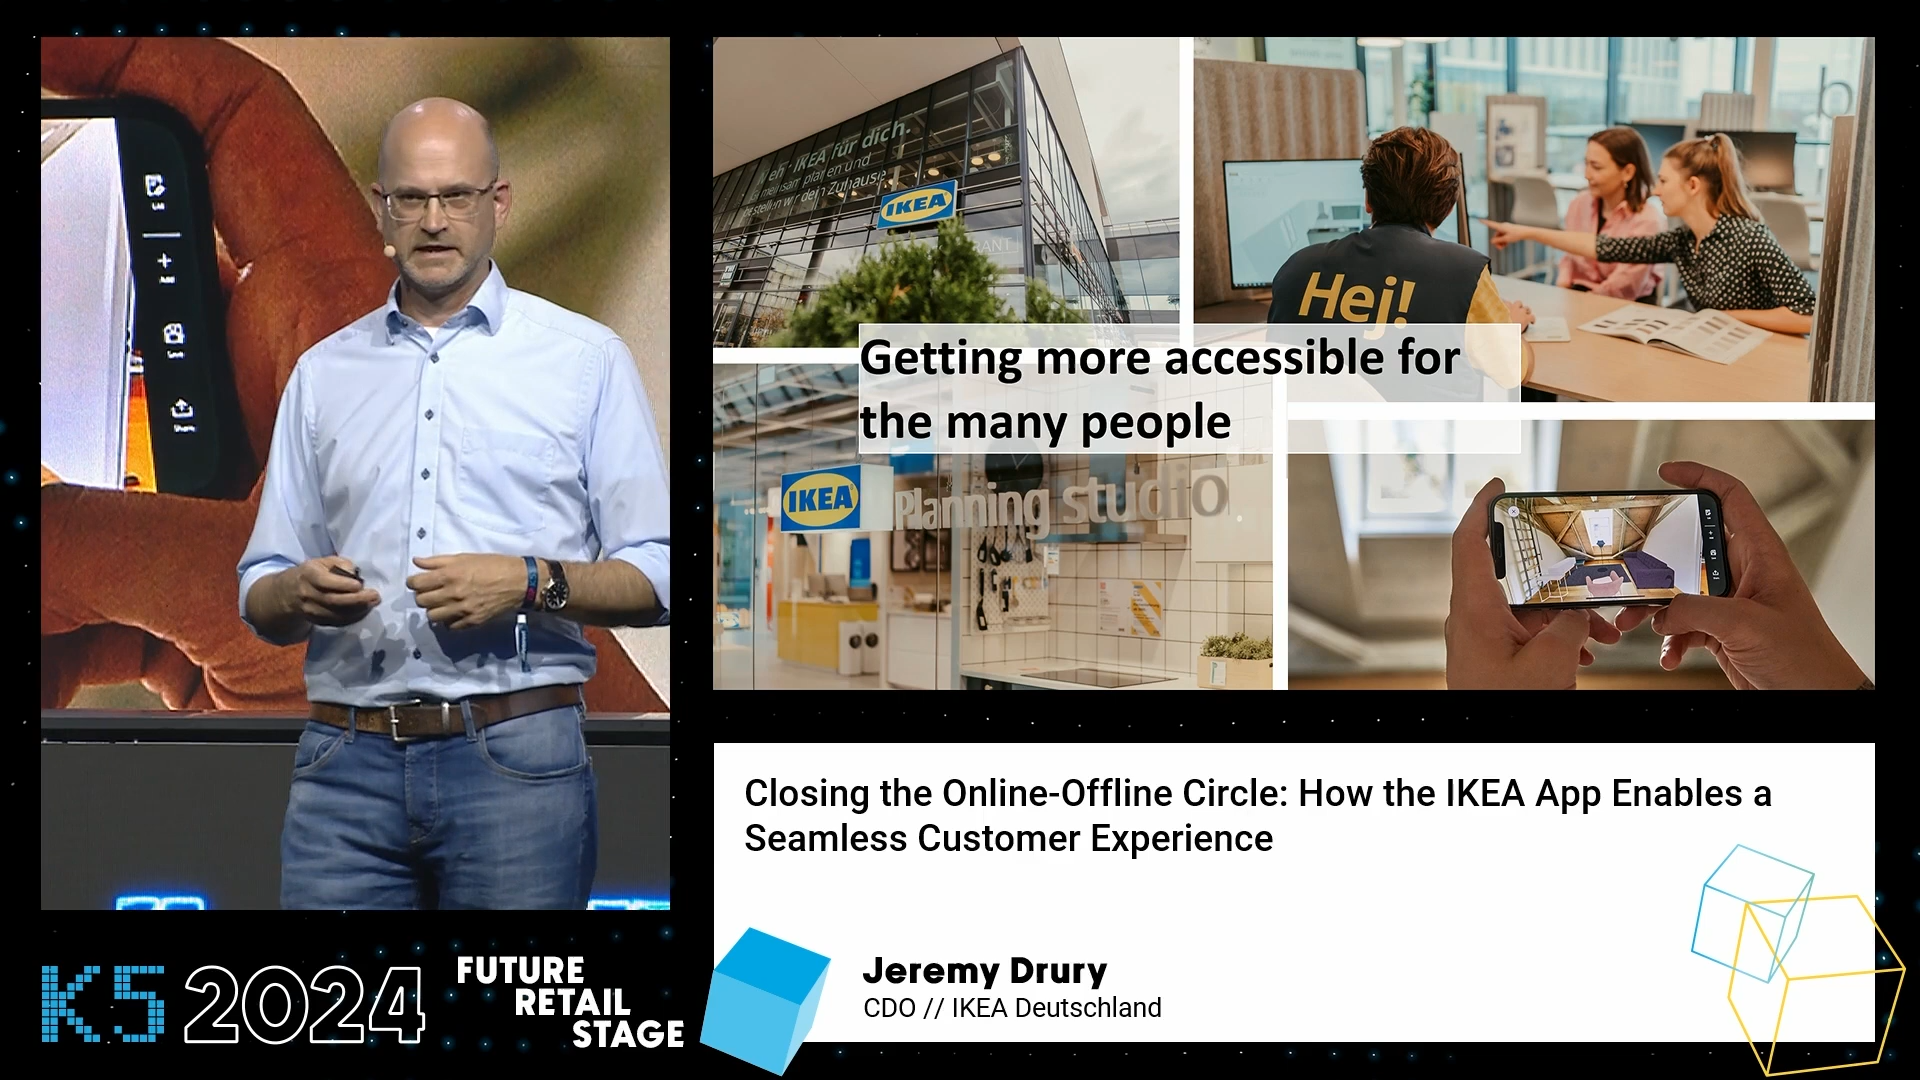 Mehr IKEA für dich.
IKEA
Hej!
Getting more accessible for
the many people
IKEA Planning studio
Closing the Online-Offline Circle: How the IKEA App Enables a
Seamless Customer Experience
Jeremy Drury
CDO // IKEA Deutschland
K5 2024
FUTURE
RETAIL
STAGE